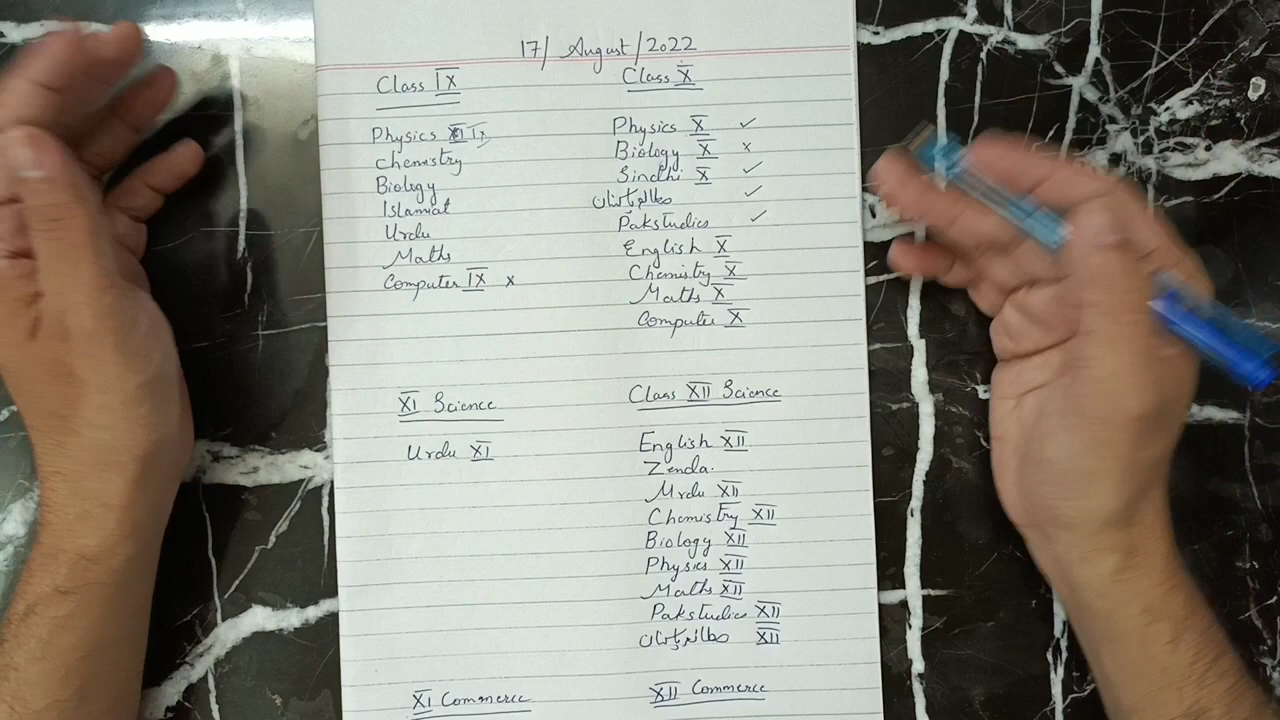 17/ August/2022
Class IX
Physics IX
Chemistry
Biology
Islamiat
Urdu
Maths
Computer IX x
Class X
Physics X ✓
Biology X x
Sindhi X ✓
مطالعہ پاکستان ✓
Pakstudies ✓
English X
Chemistry X
Maths X
Computer X
XI Science
Urdu XI
Class XII Science
English XII
Zenda.
Urdu XII
Chemistry XII
Biology XII
Physics XII
Maths XII
Pakstudies XII
مطالعہ پاکستان XII
XI Commerce
XII Commerce